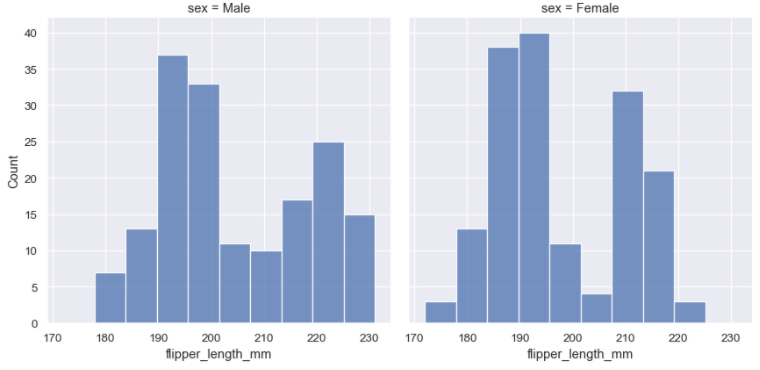 sex = Male
sex = Female
40
35
30
25
20
15
10
5
0
Count
170 180 190 200 210 220 230
170 180 190 200 210 220 230
flipper_length_mm
flipper_length_mm